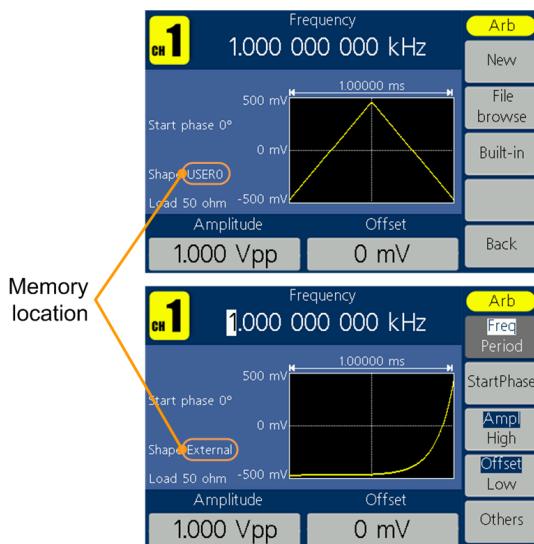 Frequency
CH 1
1.000 000 000 kHz
Arb
New
File
browse
Built-in
Back
1.00000 ms
500 mV
Start phase 0°
0 mV
Shape USER0
Load 50 ohm
-500 mV
Amplitude
Offset
1.000 Vpp
0 mV
Memory
location
Frequency
CH 1
1.000 000 000 kHz
Arb
Freq
Period
StartPhase
Ampl
High
Offset
Low
Others
1.00000 ms
500 mV
Start phase 0°
0 mV
Shape External
Load 50 ohm
-500 mV
Amplitude
Offset
1.000 Vpp
0 mV